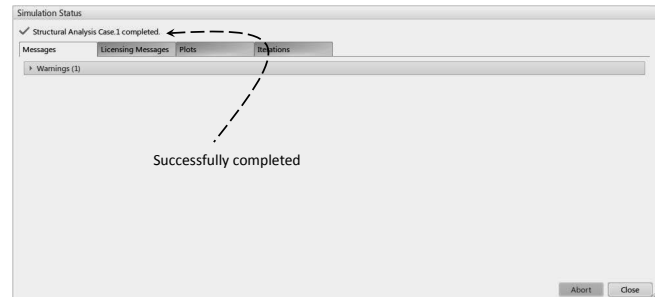 Simulation Status
✓ Structural Analysis Case.1 completed.
Messages Licensing Messages Plots Iterations
Warnings (1)
Successfully completed
Abort Close